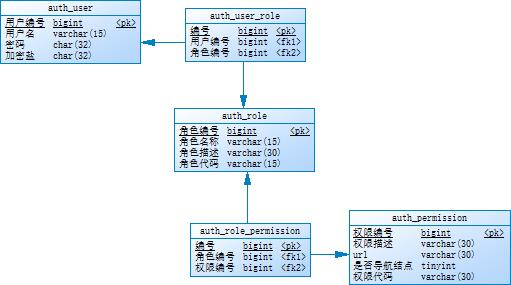 auth_user
用户编号 bigint <pk>
用户名 varchar(15)
密码 char(32)
加密盐 char(32)
auth_user_role
编号 bigint <pk>
用户编号 bigint <fk1>
角色编号 bigint <fk2>
auth_role
角色编号 bigint <pk>
角色名称 varchar(15)
角色描述 varchar(30)
角色代码 varchar(15)
auth_role_permission
编号 bigint <pk>
角色编号 bigint <fk1>
权限编号 bigint <fk2>
auth_permission
权限编号 bigint <pk>
权限描述 varchar(30)
url varchar(30)
是否导航结点 tinyint
权限代码 varchar(30)